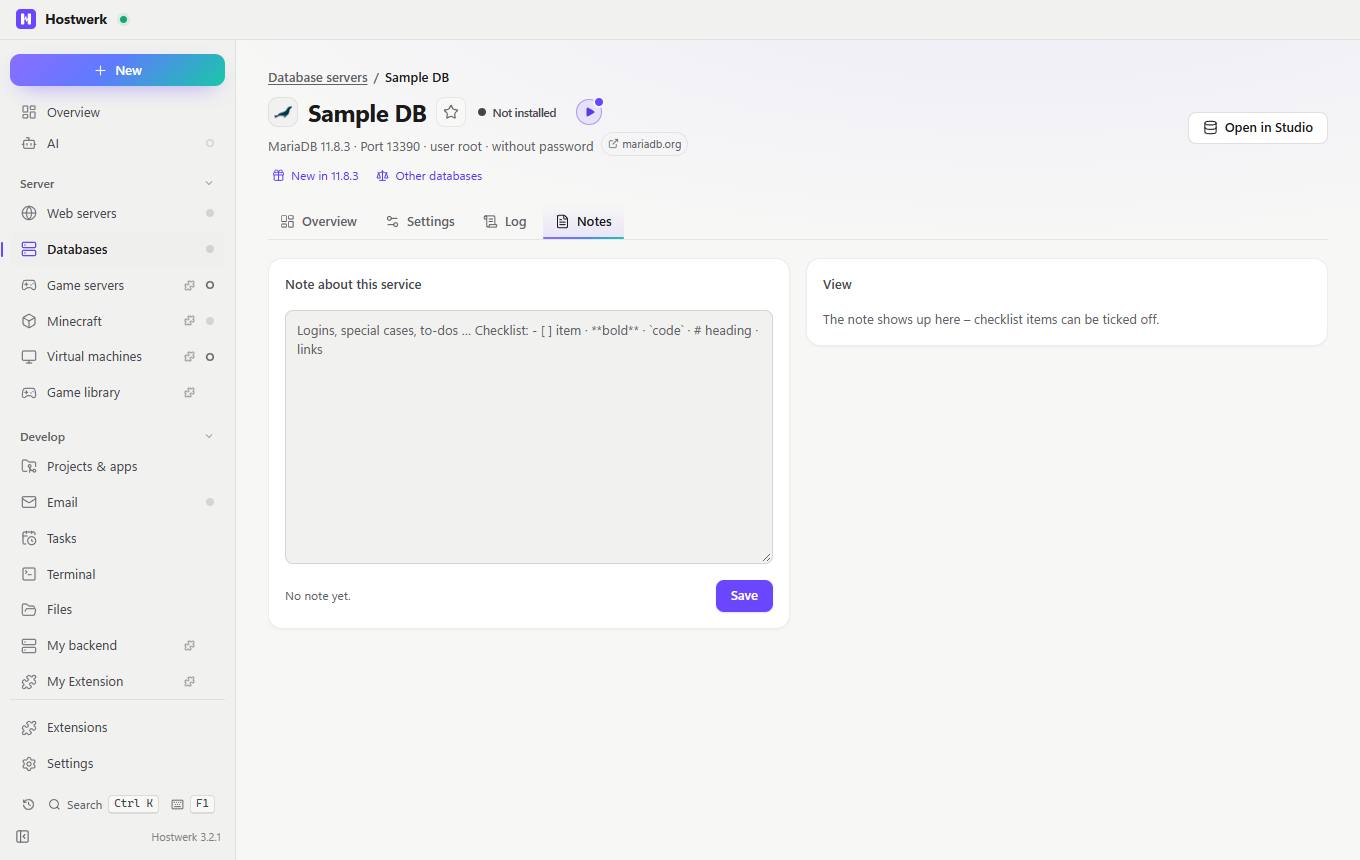 Hostwerk
New
Overview
AI
Server
Web servers
Databases
Game servers
Minecraft
Virtual machines
Game library
Develop
Projects & apps
Email
Tasks
Terminal
Files
My backend
My Extension
Extensions
Settings
Search Ctrl K F1
Hostwerk 3.2.1
Database servers / Sample DB
Sample DB Not installed
MariaDB 11.8.3 · Port 13390 · user root · without password mariadb.org
New in 11.8.3 Other databases
Open in Studio
Overview Settings Log Notes
Note about this service
Logins, special cases, to-dos … Checklist: - [ ] item · **bold** · `code` · # heading ·
links
No note yet.
Save
View
The note shows up here – checklist items can be ticked off.